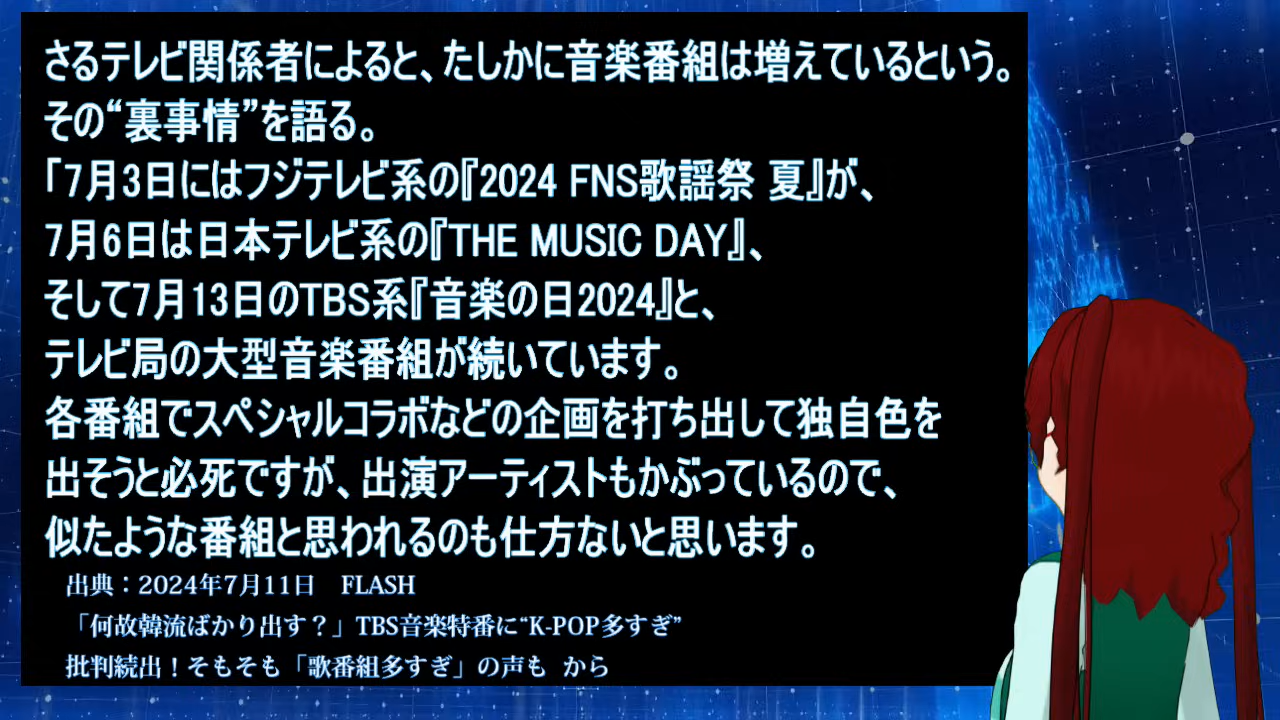 さるテレビ関係者によると、たしかに音楽番組は増えているという。
その“裏事情”を語る。
「7月3日にはフジテレビ系の『2024 FNS歌謡祭 夏』が、
7月6日は日本テレビ系の『THE MUSIC DAY』、
そして7月13日のTBS系『音楽の日2024』と、
テレビ局の大型音楽番組が続いています。
各番組でスペシャルコラボなどの企画を打ち出して独自色を
出そうと必死ですが、出演アーティストもかぶっているので、
似たような番組と思われるのも仕方ないと思います。
出典：2024年7月11日　FLASH
「何故韓流ばかり出す？」TBS音楽特番に“K-POP多すぎ”
批判続出！そもそも「歌番組多すぎ」の声も から